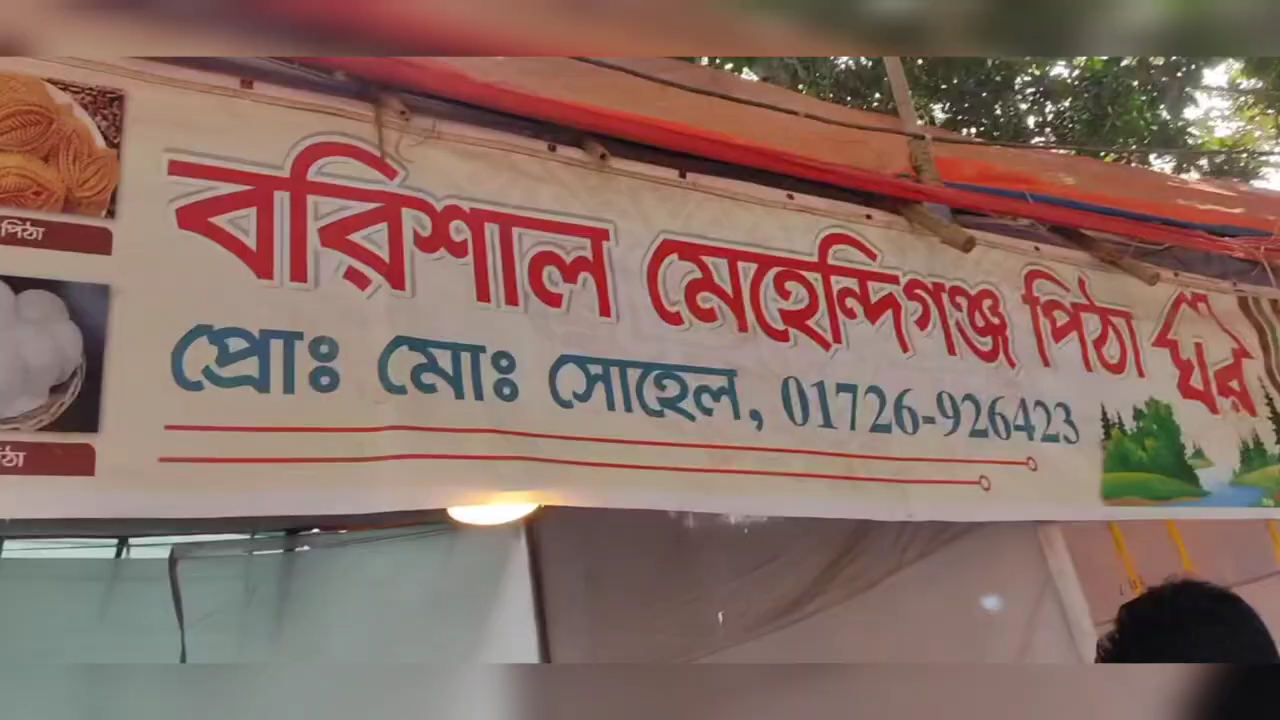 বরিশাল মেহেন্দিগঞ্জ পিঠা ঘর
প্রোঃ মোঃ সোহেল, 01726-926423
পিঠা
পিঠা